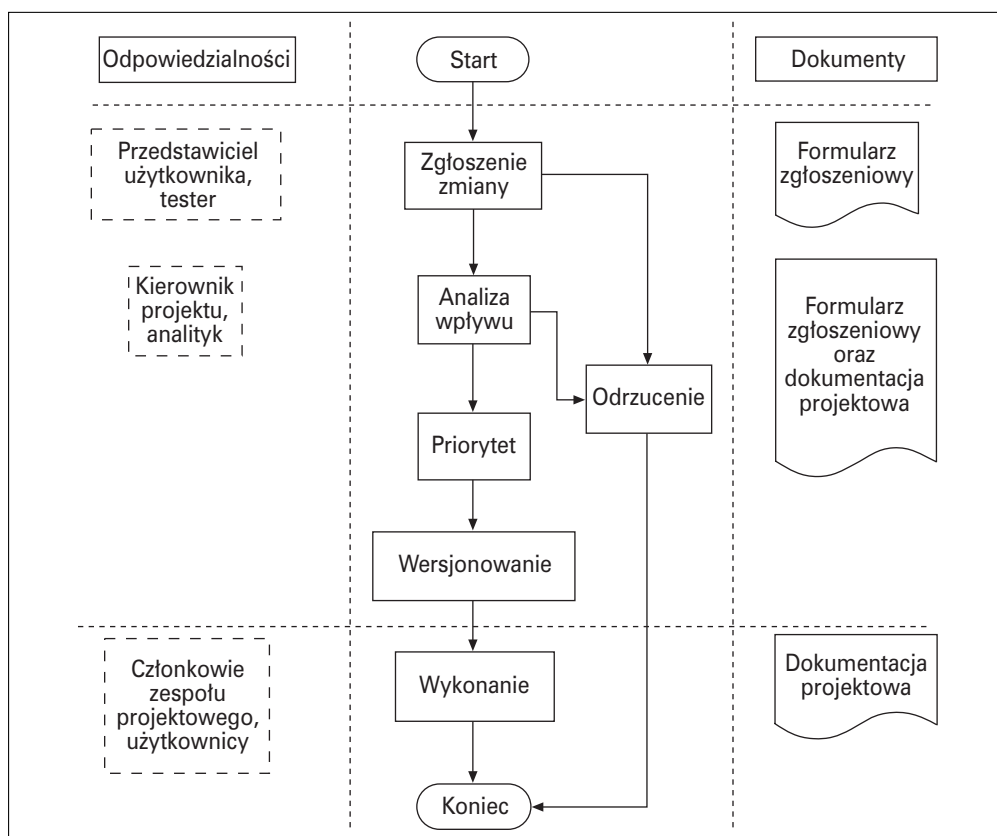 Odpowiedzialności
Start
Dokumenty
Przedstawiciel
użytkownika,
tester
Zgłoszenie
zmiany
Formularz
zgłoszeniowy
Kierownik
projektu,
analityk
Analiza
wpływu
Formularz
zgłoszeniowy
oraz
dokumentacja
projektowa
Odrzucenie
Priorytet
Wersjonowanie
Członkowie
zespołu
projektowego,
użytkownicy
Wykonanie
Dokumentacja
projektowa
Koniec